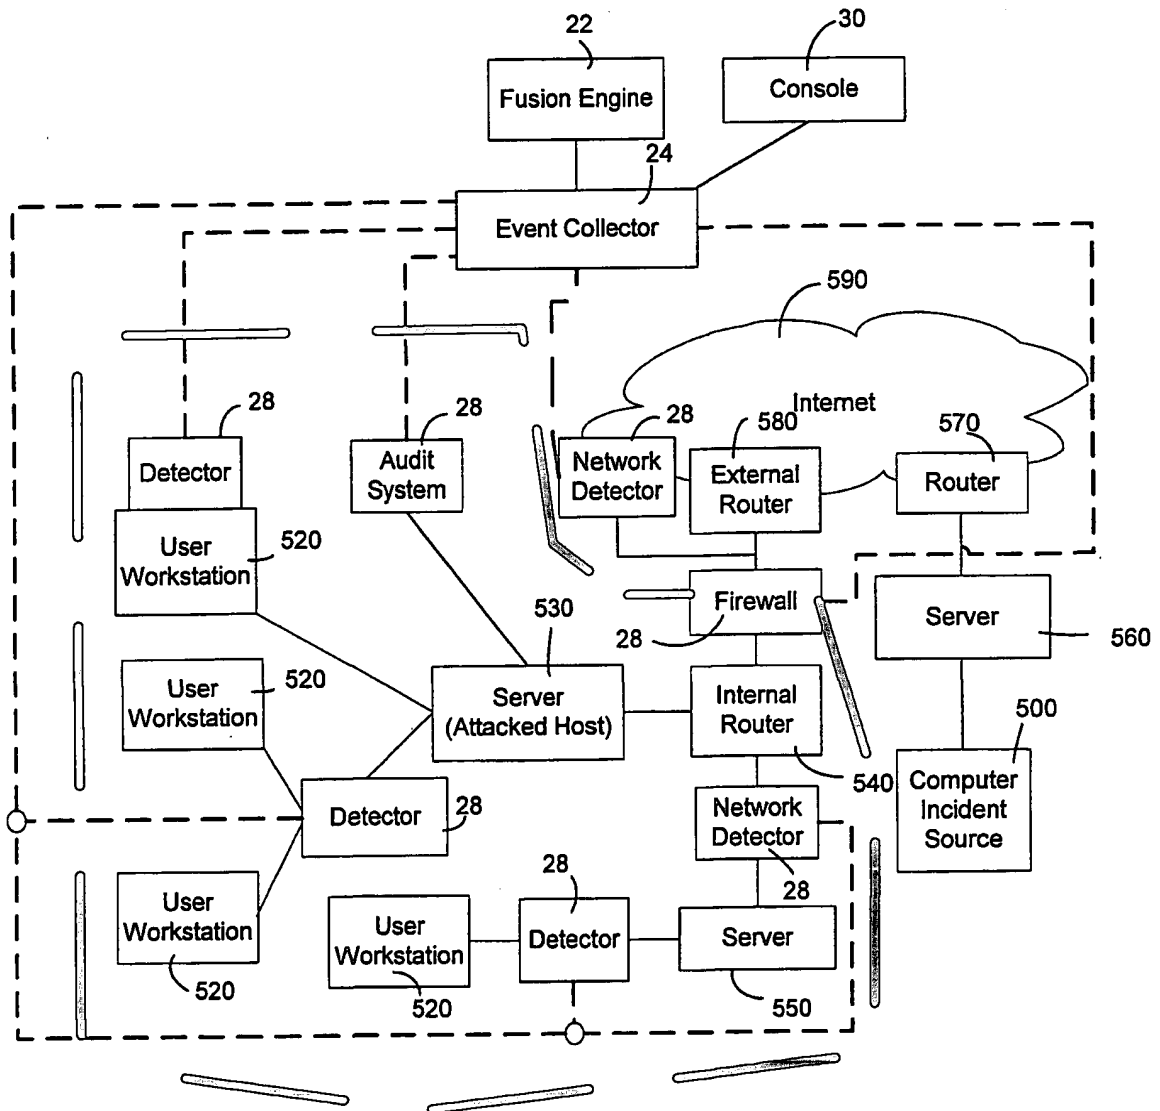 22
30
Fusion Engine
Console
24
Event Collector
590
Internet
28
28
28
580
570
Detector
Audit
System
Network
Detector
External
Router
Router
User
Workstation
520
Firewall
28
Server
560
530
User
Workstation
520
Server
(Attacked Host)
Internal
Router
540
500
Computer
Incident
Source
Detector
28
Network
Detector
28
28
User
Workstation
520
User
Workstation
520
Detector
Server
550